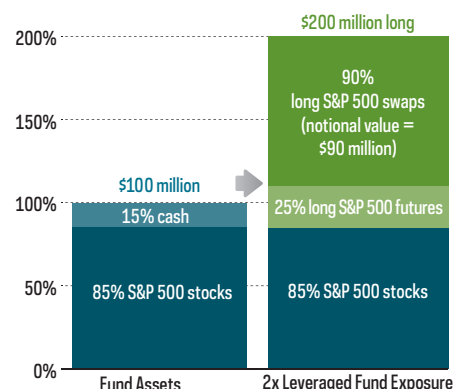 $200 million long
200%
90%
long S&P 500 swaps
(notional value =
$90 million)
150%
$100 million
100%
15% cash
25% long S&P 500 futures
50%
85% S&P 500 stocks
85% S&P 500 stocks
0%
Fund Assets
2x Leveraged Fund Exposure